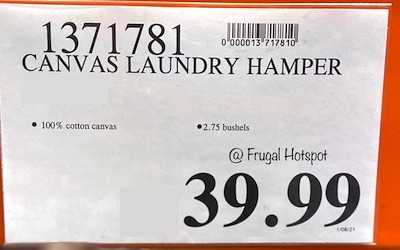 1371781
0 000013 717810
CANVAS LAUNDRY HAMPER
• 100% cotton canvas
• 2.75 bushels
@ Frugal Hotspot
39.99
1/08/21